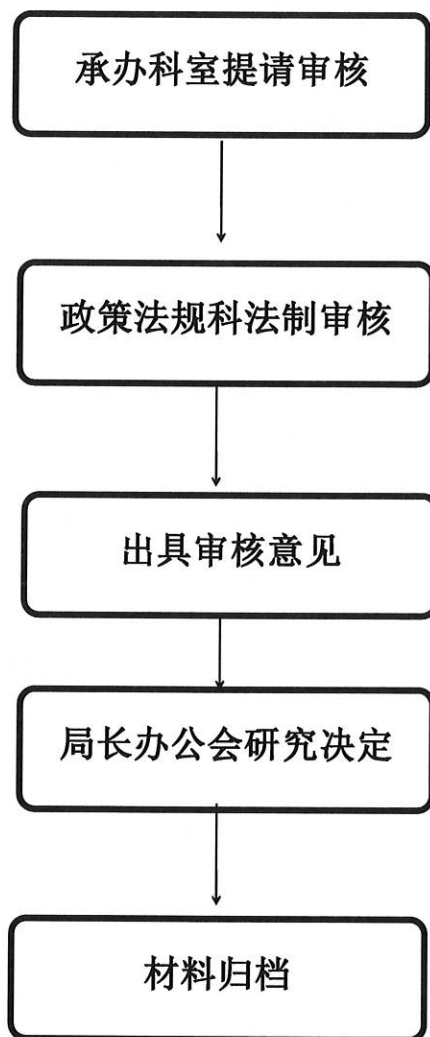 承办科室提请审核
政策法规科法制审核
出具审核意见
局长办公会研究决定
材料归档